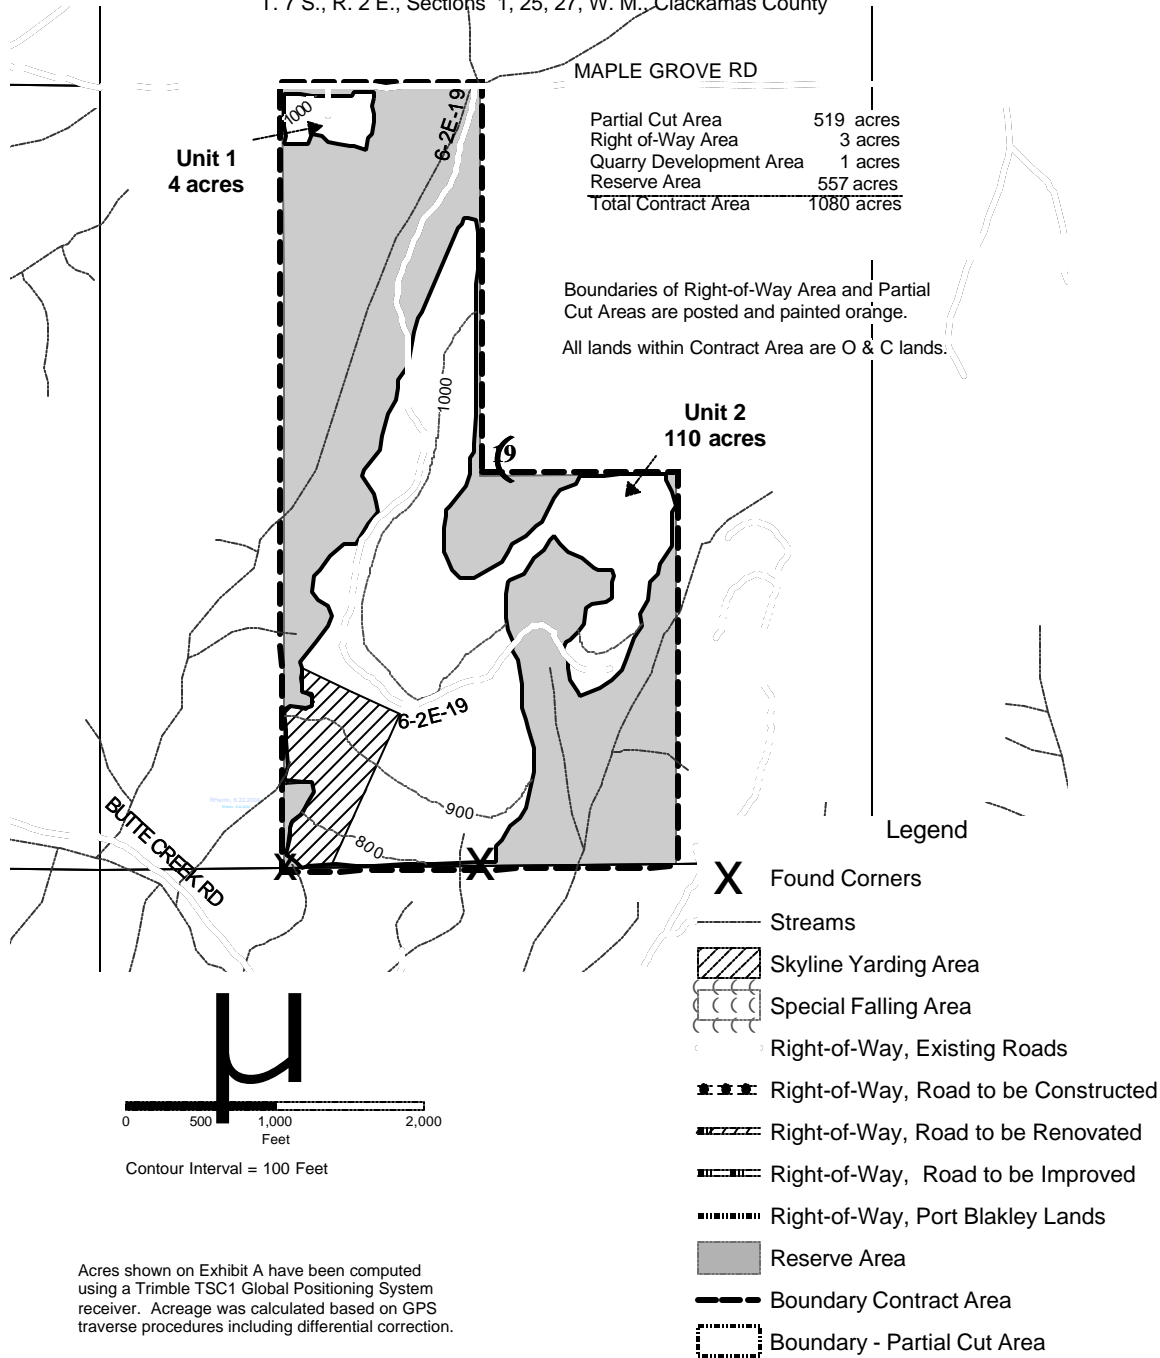 T. 7 S., R. 2 E., Sections 1, 25, 27, W. M., Clackamas County
MAPLE GROVE RD
Partial Cut Area 519 acres
Right of-Way Area 3 acres
Quarry Development Area 1 acres
Reserve Area 557 acres
Total Contract Area 1080 acres
1000
6-2E-19
Unit 1
4 acres
Boundaries of Right-of-Way Area and Partial
Cut Areas are posted and painted orange.
All lands within Contract Area are O & C lands.
1000
Unit 2
110 acres
19
6-2E-19
900
800
BUTTE CREEK RD
X
X
Legend
X Found Corners
Streams
Skyline Yarding Area
Special Falling Area
Right-of-Way, Existing Roads
Right-of-Way, Road to be Constructed
Right-of-Way, Road to be Renovated
Right-of-Way, Road to be Improved
Right-of-Way, Port Blakley Lands
Reserve Area
Boundary Contract Area
Boundary - Partial Cut Area
0 500 1,000 2,000
Feet
Contour Interval = 100 Feet
Acres shown on Exhibit A have been computed
using a Trimble TSC1 Global Positioning System
receiver. Acreage was calculated based on GPS
traverse procedures including differential correction.